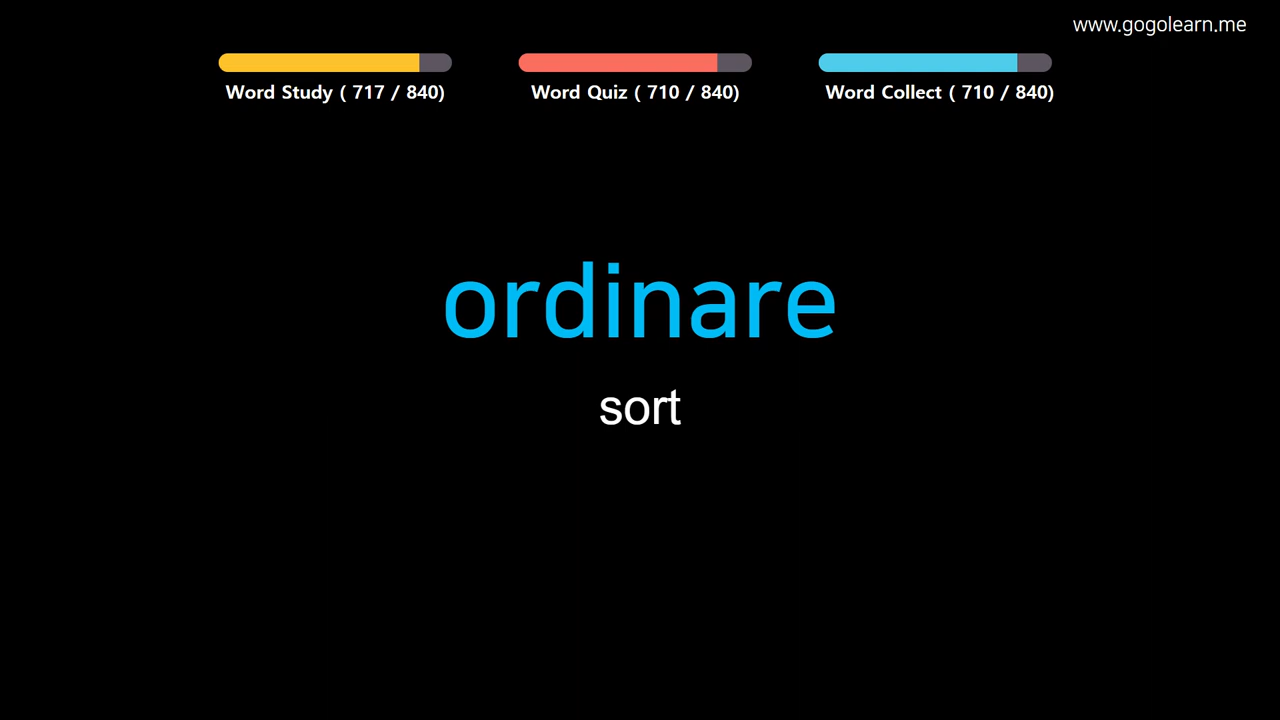 www.gogolearn.me
Word Study ( 717 / 840)
Word Quiz ( 710 / 840)
Word Collect ( 710 / 840)
ordinare
sort